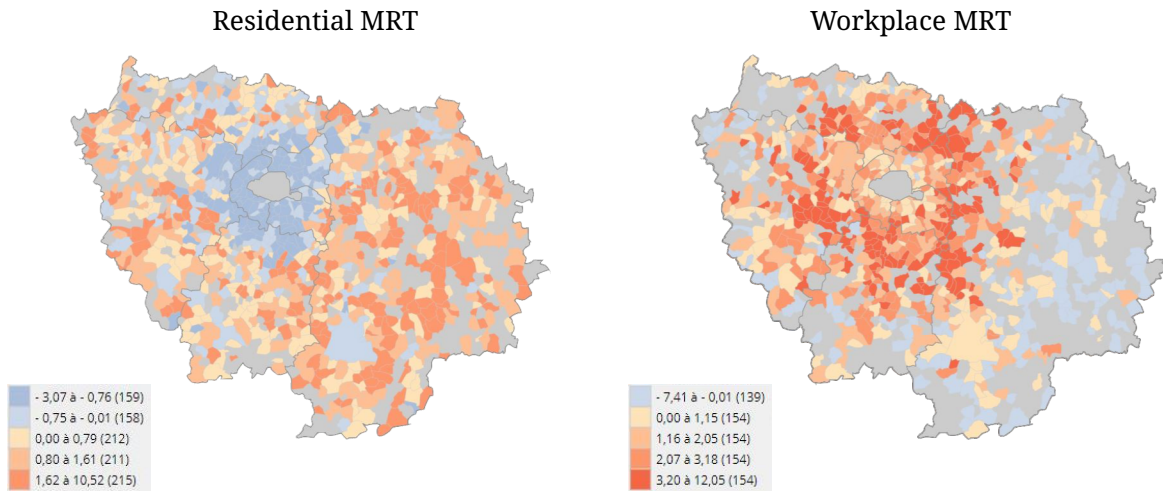 Residential MRT
Workplace MRT
- 3,07 à - 0,76 (159)
- 0,75 à - 0,01 (158)
0,00 à 0,79 (212)
0,80 à 1,61 (211)
1,62 à 10,52 (215)
- 7,41 à - 0,01 (139)
0,00 à 1,15 (154)
1,16 à 2,05 (154)
2,07 à 3,18 (154)
3,20 à 12,05 (154)